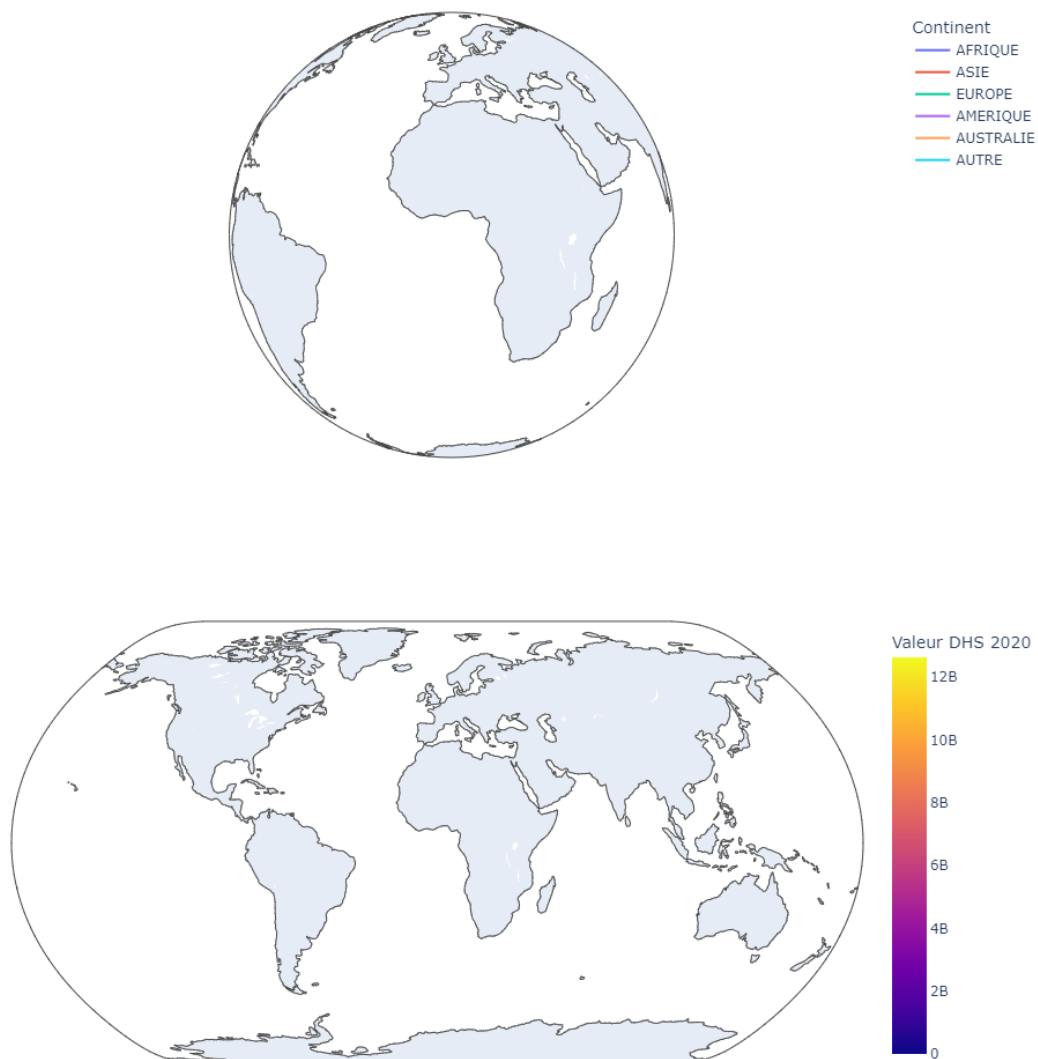 Continent
AFRIQUE
ASIE
EUROPE
AMERIQUE
AUSTRALIE
AUTRE
Valeur DHS 2020
12B
10B
8B
6B
4B
2B
0